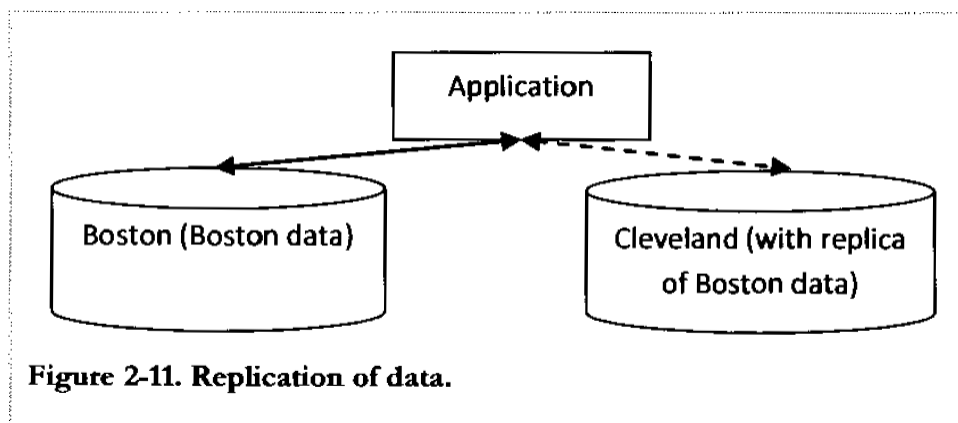 Application
Boston (Boston data)
Cleveland (with replica
of Boston data)
Figure 2-11. Replication of data.